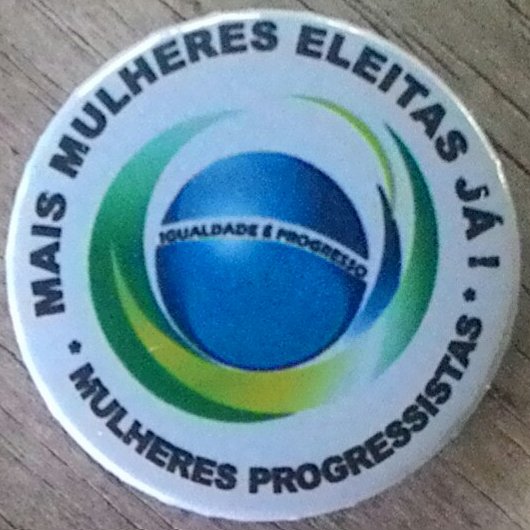 MAIS MULHERES ELEITAS JÁ!
IGUALDADE É PROGRESSO
* MULHERES PROGRESSISTAS *